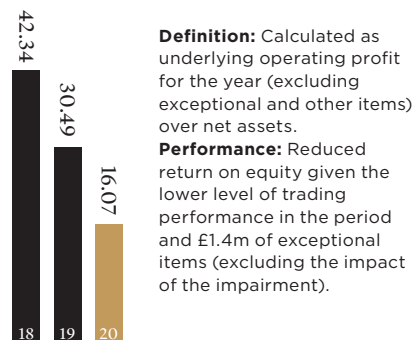 42.34
30.49
16.07
18
19
20
Definition: Calculated as
underlying operating profit
for the year (excluding
exceptional and other items)
over net assets.
Performance: Reduced
return on equity given the
lower level of trading
performance in the period
and £1.4m of exceptional
items (excluding the impact
of the impairment).